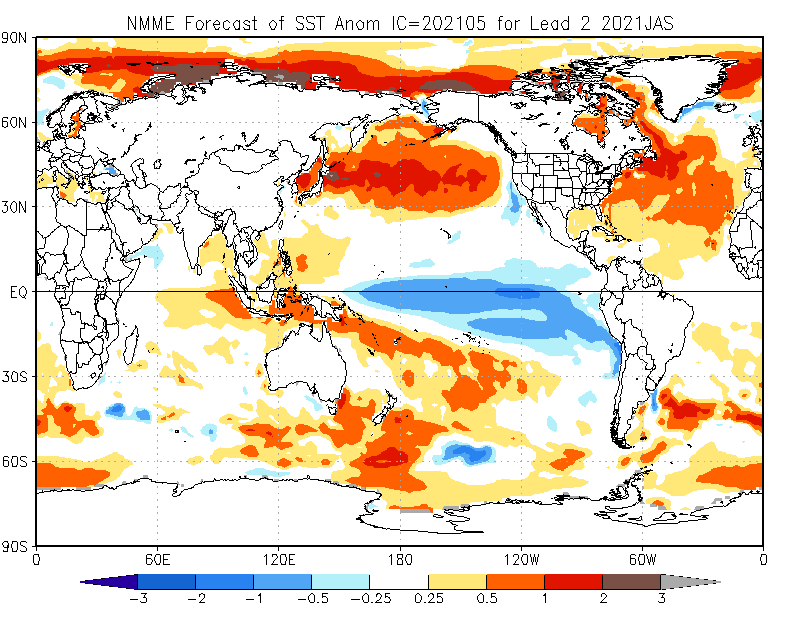 NMME Forecast of SST Anom IC=202105 for Lead 2 2021JAS
90N
60N
30N
EQ
30S
60S
90S
0 60E 120E 180 120W 60W 0
-3 -2 -1 -0.5 -0.25 0.25 0.5 1 2 3